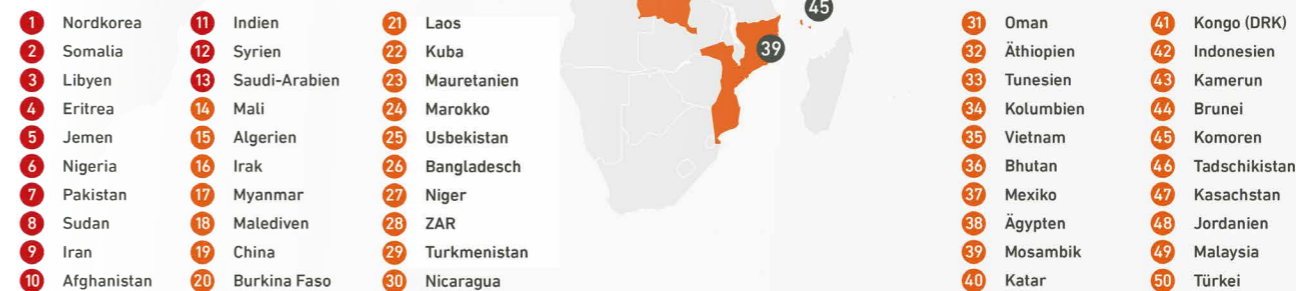 1 Nordkorea
2 Somalia
3 Libyen
4 Eritrea
5 Jemen
6 Nigeria
7 Pakistan
8 Sudan
9 Iran
10 Afghanistan
11 Indien
12 Syrien
13 Saudi-Arabien
14 Mali
15 Algerien
16 Irak
17 Myanmar
18 Malediven
19 China
20 Burkina Faso
21 Laos
22 Kuba
23 Mauretanien
24 Marokko
25 Usbekistan
26 Bangladesch
27 Niger
28 ZAR
29 Turkmenistan
30 Nicaragua
45
39
31 Oman
32 Äthiopien
33 Tunesien
34 Kolumbien
35 Vietnam
36 Bhutan
37 Mexiko
38 Ägypten
39 Mosambik
40 Katar
41 Kongo (DRK)
42 Indonesien
43 Kamerun
44 Brunei
45 Komoren
46 Tadschikistan
47 Kasachstan
48 Jordanien
49 Malaysia
50 Türkei